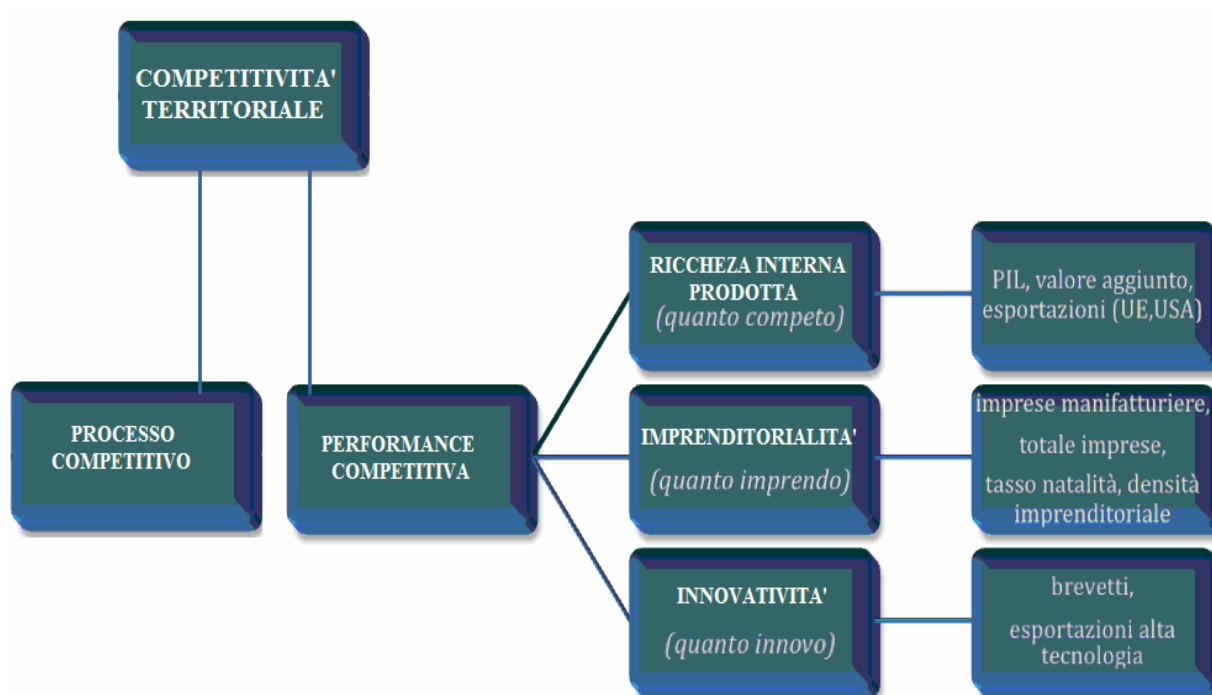 COMPETITIVITA'
TERRITORIALE
RICCHEZA INTERNA
PRODOTTA
(quanto competo)
PIL, valore aggiunto,
esportazioni (UE,USA)
PROCESSO
COMPETITIVO
PERFORMANCE
COMPETITIVA
IMPRENDITORIALITA'
(quanto imprendo)
imprese manifatturiere,
totale imprese,
tasso natalità, densità
imprenditoriale
INNOVATIVITA'
(quanto innovo)
brevetti,
esportazioni alta
tecnologia